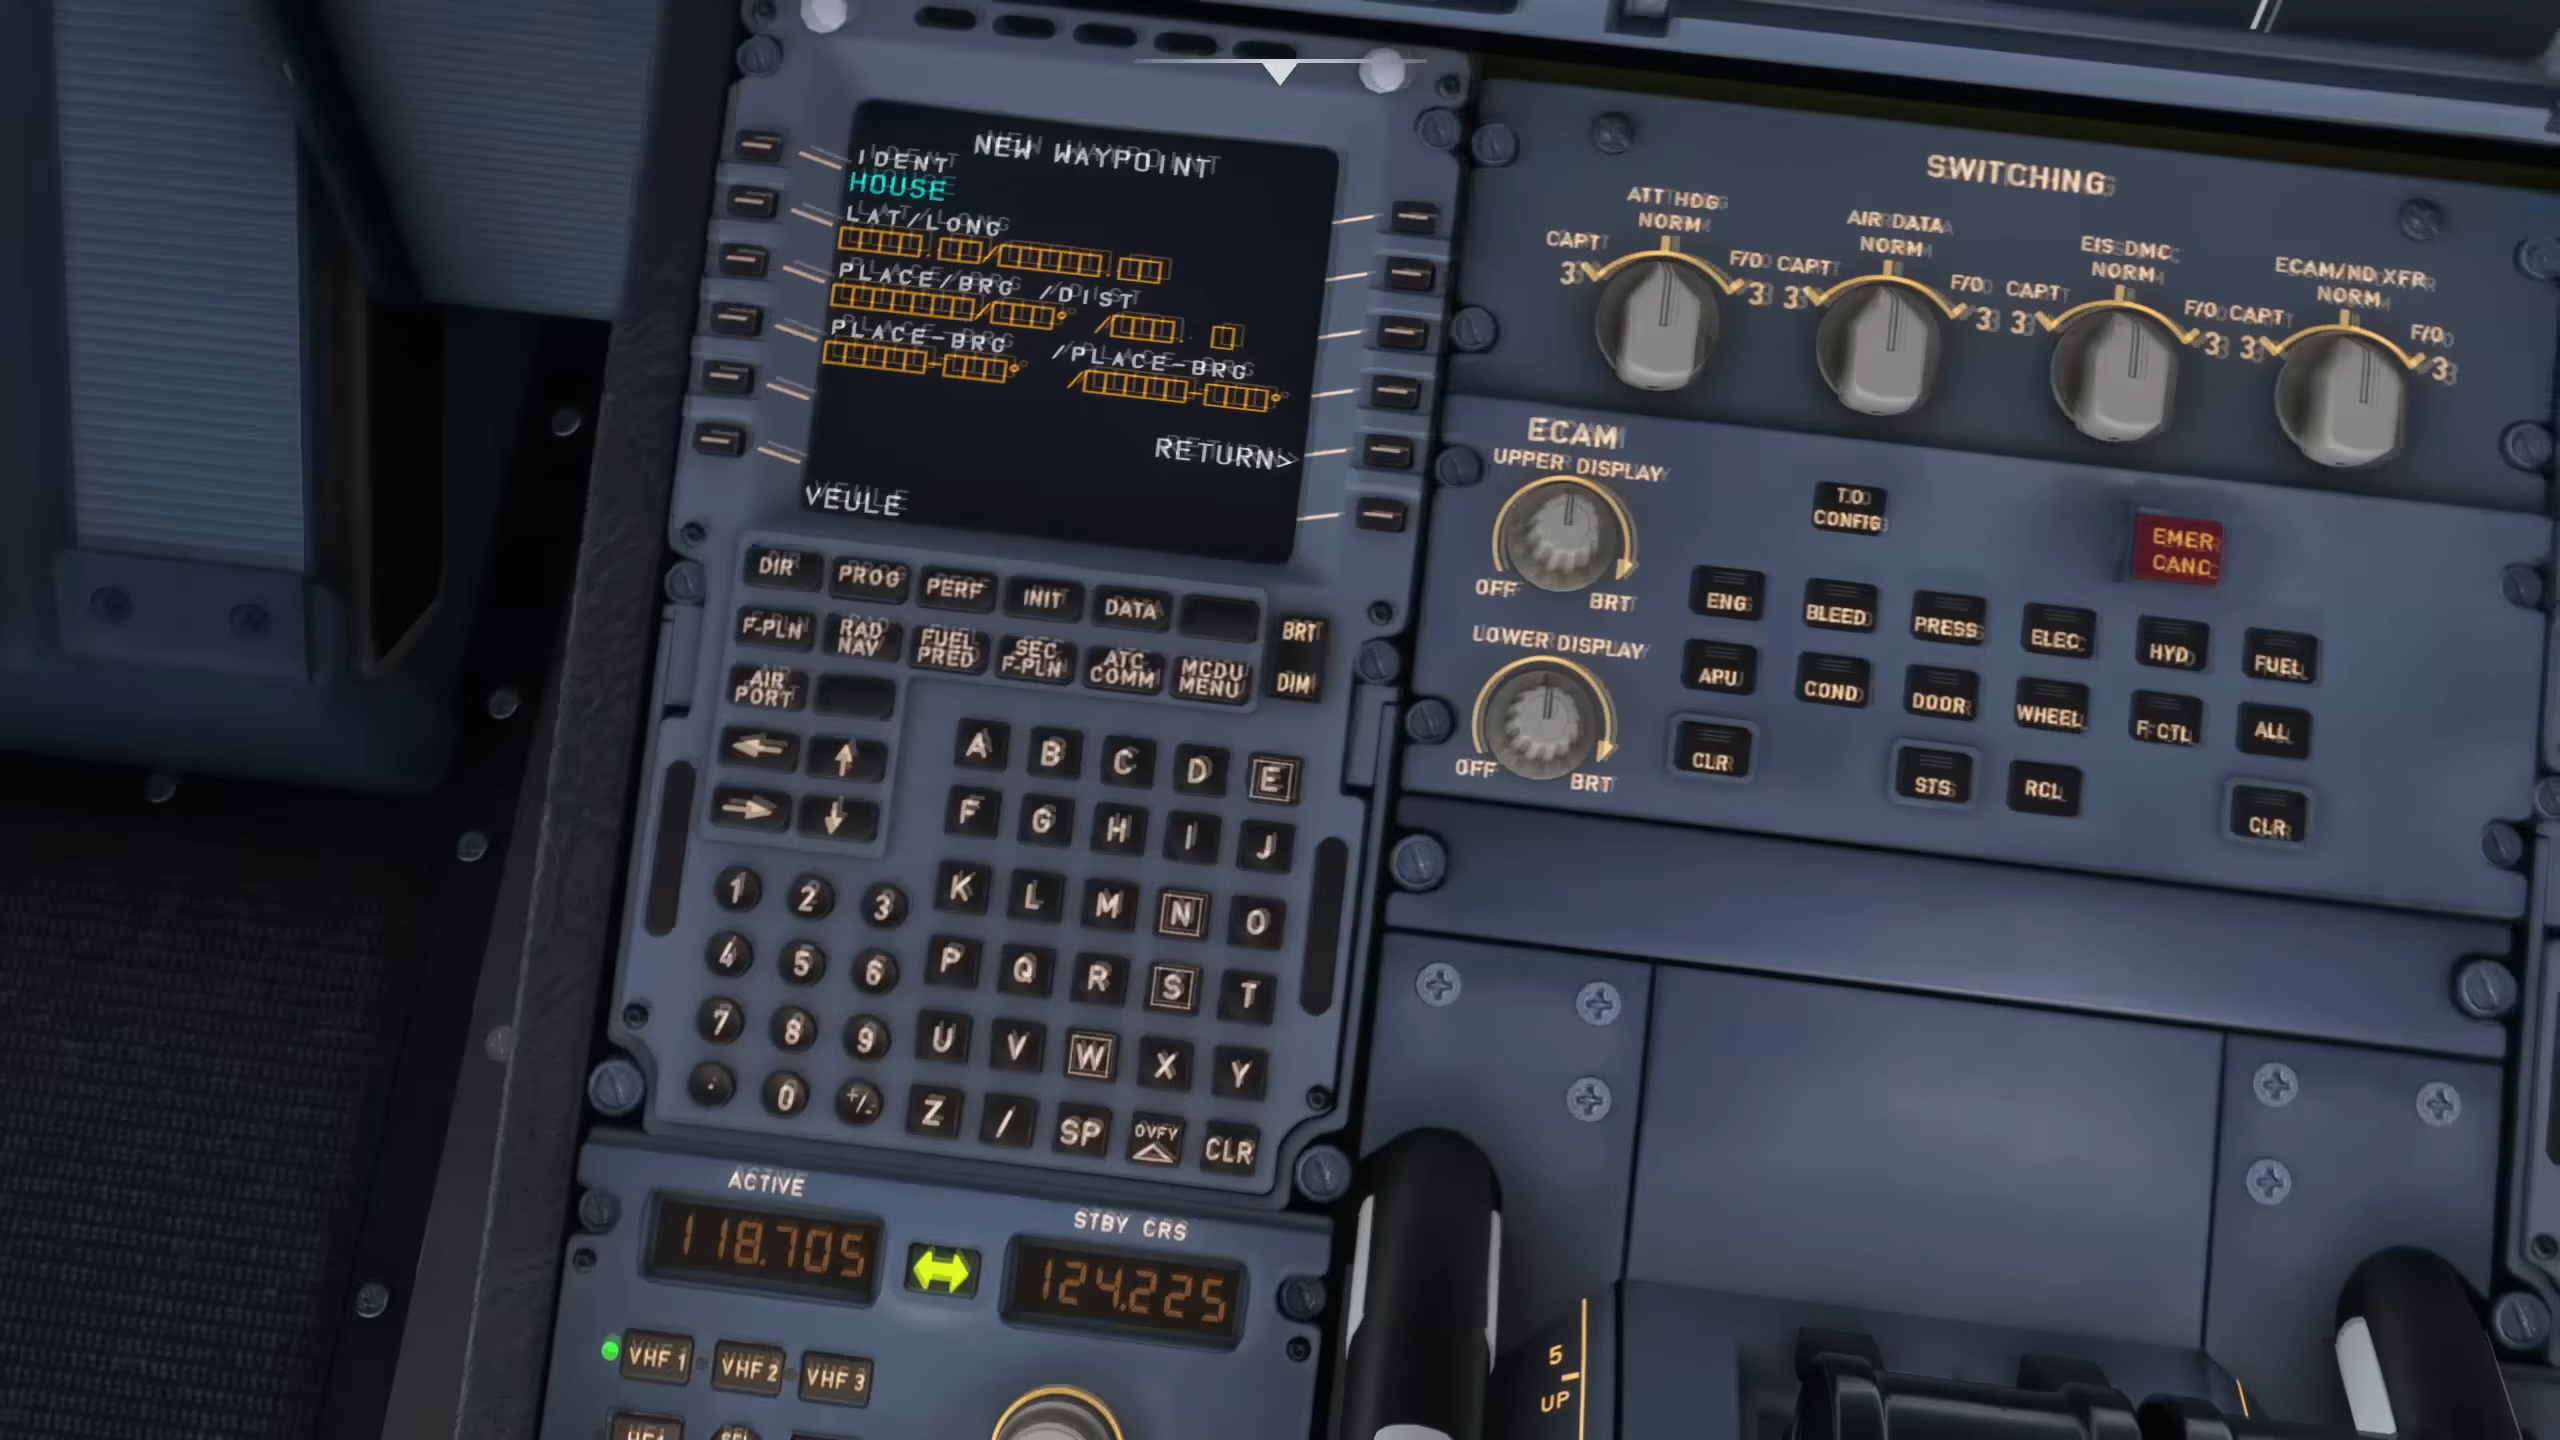 NEW WAYPOINT
IDENT
HOUSE
LAT/LONG
PLACE/BRG /DIST
PLACE-BRG /PLACE-BRG
RETURN>
VEULE
DIR PROG PERF INIT DATA
BRT
F-PLN RAD NAV FUEL PRED SEC F-PLN ATC COMM MCDU MENU
DIM
AIR PORT
A B C D E
F G H I J
1 2 3 K L M N O
4 5 6 P Q R S T
7 8 9 U V W X Y
. 0 +/- Z / SP OVFY CLR
ACTIVE
118.705
STBY CRS
124.225
VHF 1 VHF 2 VHF 3
SWITCHING
ATT HDG
NORM
CAPT 3 F/O 3
AIR DATA
NORM
CAPT 3 F/O 3
EIS DMC
NORM
CAPT 3 F/O 3
ECAM/ND XFR
NORM
CAPT 3 F/O 3
ECAM
UPPER DISPLAY
OFF BRT
T.O
CONFIG
EMER
CANC
LOWER DISPLAY
OFF BRT
ENG BLEED PRESS ELEC HYD FUEL
APU COND DOOR WHEEL F-CTL ALL
CLR STS RCL CLR
5
UP